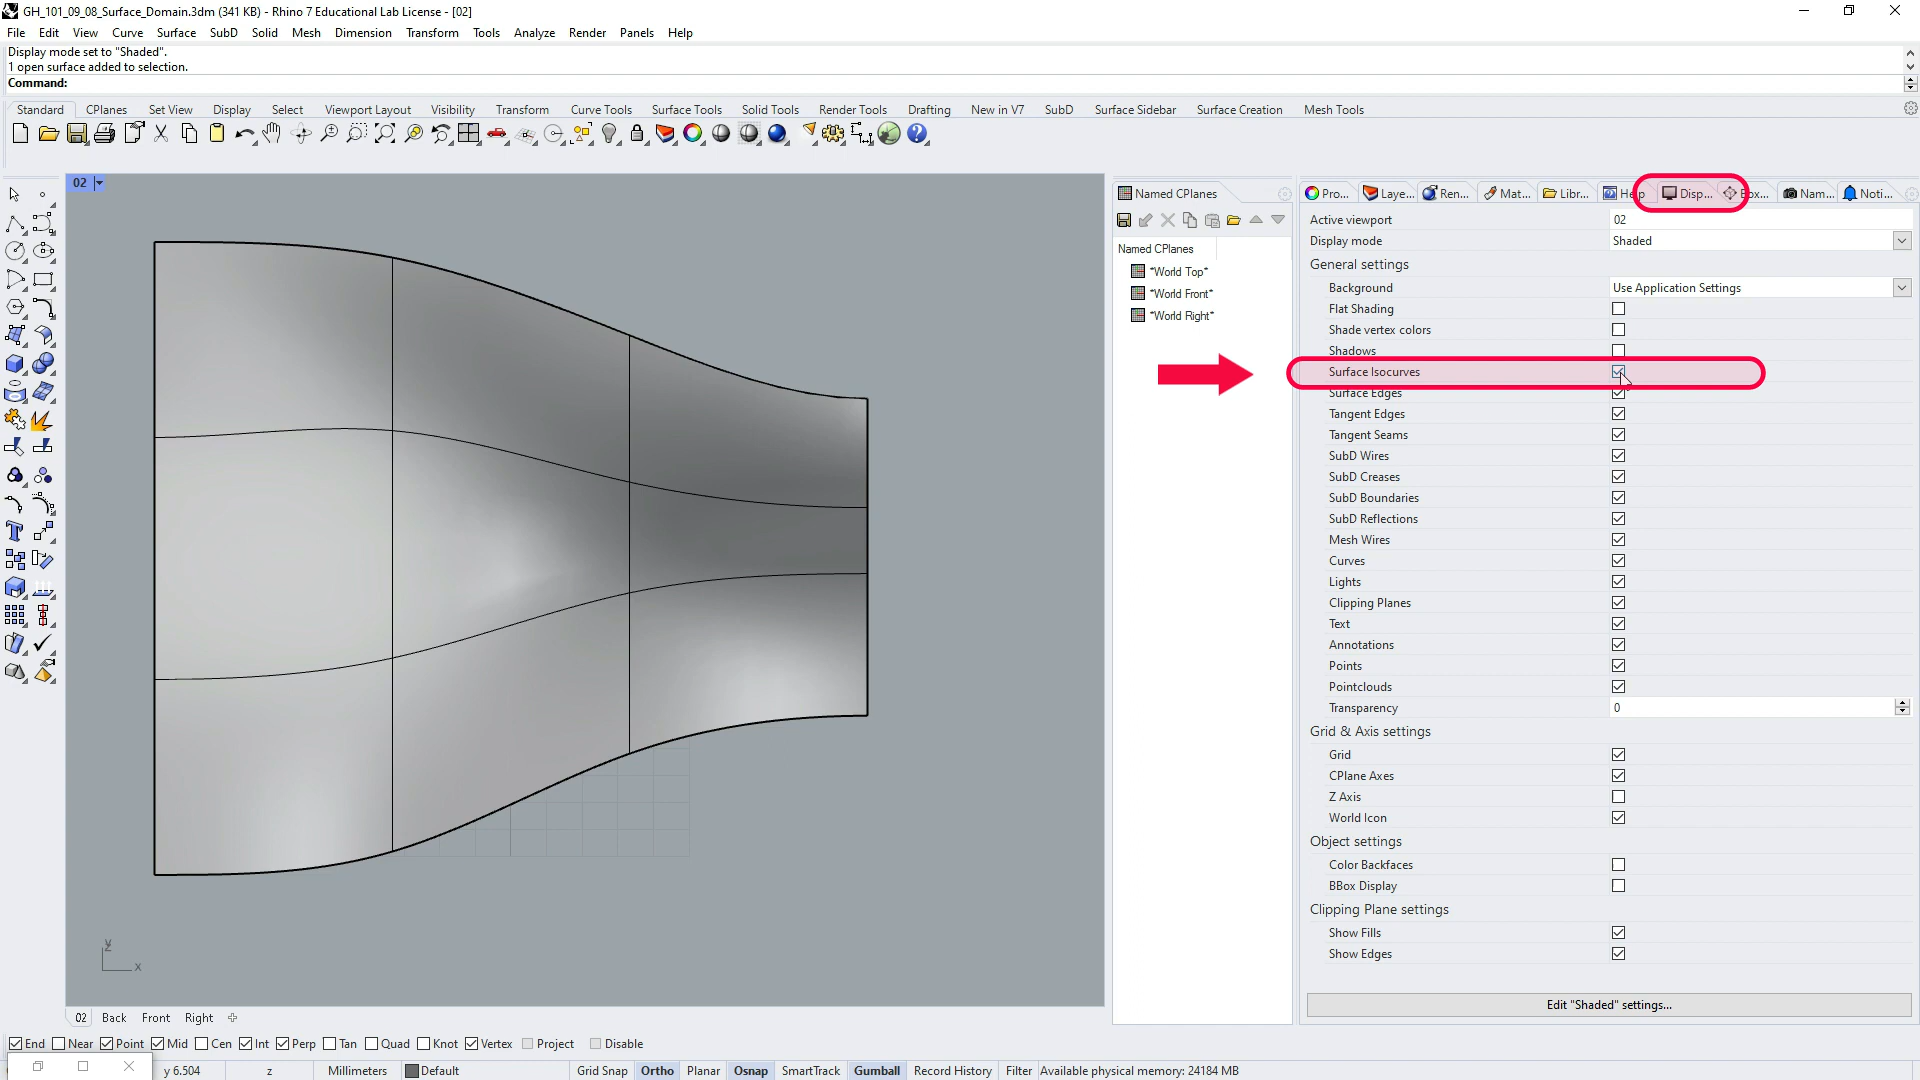 GH_101_09_08_Surface_Domain.3dm (341 KB) - Rhino 7 Educational Lab License - [02]
File Edit View Curve Surface SubD Solid Mesh Dimension Transform Tools Analyze Render Panels Help
Display mode set to "Shaded".
1 open surface added to selection.
Command:
Standard CPlanes Set View Display Select Viewport Layout Visibility Transform Curve Tools Surface Tools Solid Tools Render Tools Drafting New in V7 SubD Surface Sidebar Surface Creation Mesh Tools
02
Named CPlanes
Pro... Laye... Ren... Mat... Libr... Help Disp... Box... Nam... Noti...
Active viewport 02
Display mode Shaded
Named CPlanes
*World Top*
*World Front*
*World Right*
General settings
Background Use Application Settings
Flat Shading
Shade vertex colors
Shadows
Surface Isocurves
Surface Edges
Tangent Edges
Tangent Seams
SubD Wires
SubD Creases
SubD Boundaries
SubD Reflections
Mesh Wires
Curves
Lights
Clipping Planes
Text
Annotations
Points
Pointclouds
Transparency 0
Grid & Axis settings
Grid
CPlane Axes
Z Axis
World Icon
Object settings
Color Backfaces
BBox Display
Clipping Plane settings
Show Fills
Show Edges
Edit "Shaded" settings...
y
x
02 Back Front Right
End Near Point Mid Cen Int Perp Tan Quad Knot Vertex Project Disable
y 6.504 z Millimeters Default Grid Snap Ortho Planar Osnap SmartTrack Gumball Record History Filter Available physical memory: 24184 MB